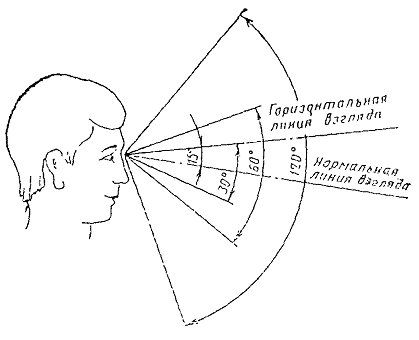 Горизонтальная
линия взгляда
Нормальная
линия взгляда
15°
30°
60°
120°